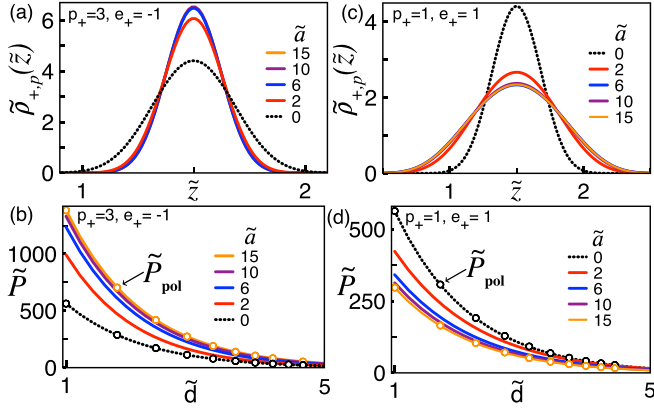 (a) p₊=3, e₊= -1
ã
15
10
6
2
0
6
4
2
0
ρ̃₊,ₚ(z̃)
1 z̃ 2
(c) p₊=1, e₊= 1
ã
0
2
6
10
15
4
2
0
ρ̃₊,ₚ(z̃)
1 z̃ 2
(b) p₊=3, e₊= -1
ã
15
10
6
2
0
P̃pol
1000
500
0
P̃
1 d̃ 5
(d) p₊=1, e₊= 1
ã
0
2
6
10
15
P̃pol
500
250
0
P̃
1 d̃ 5